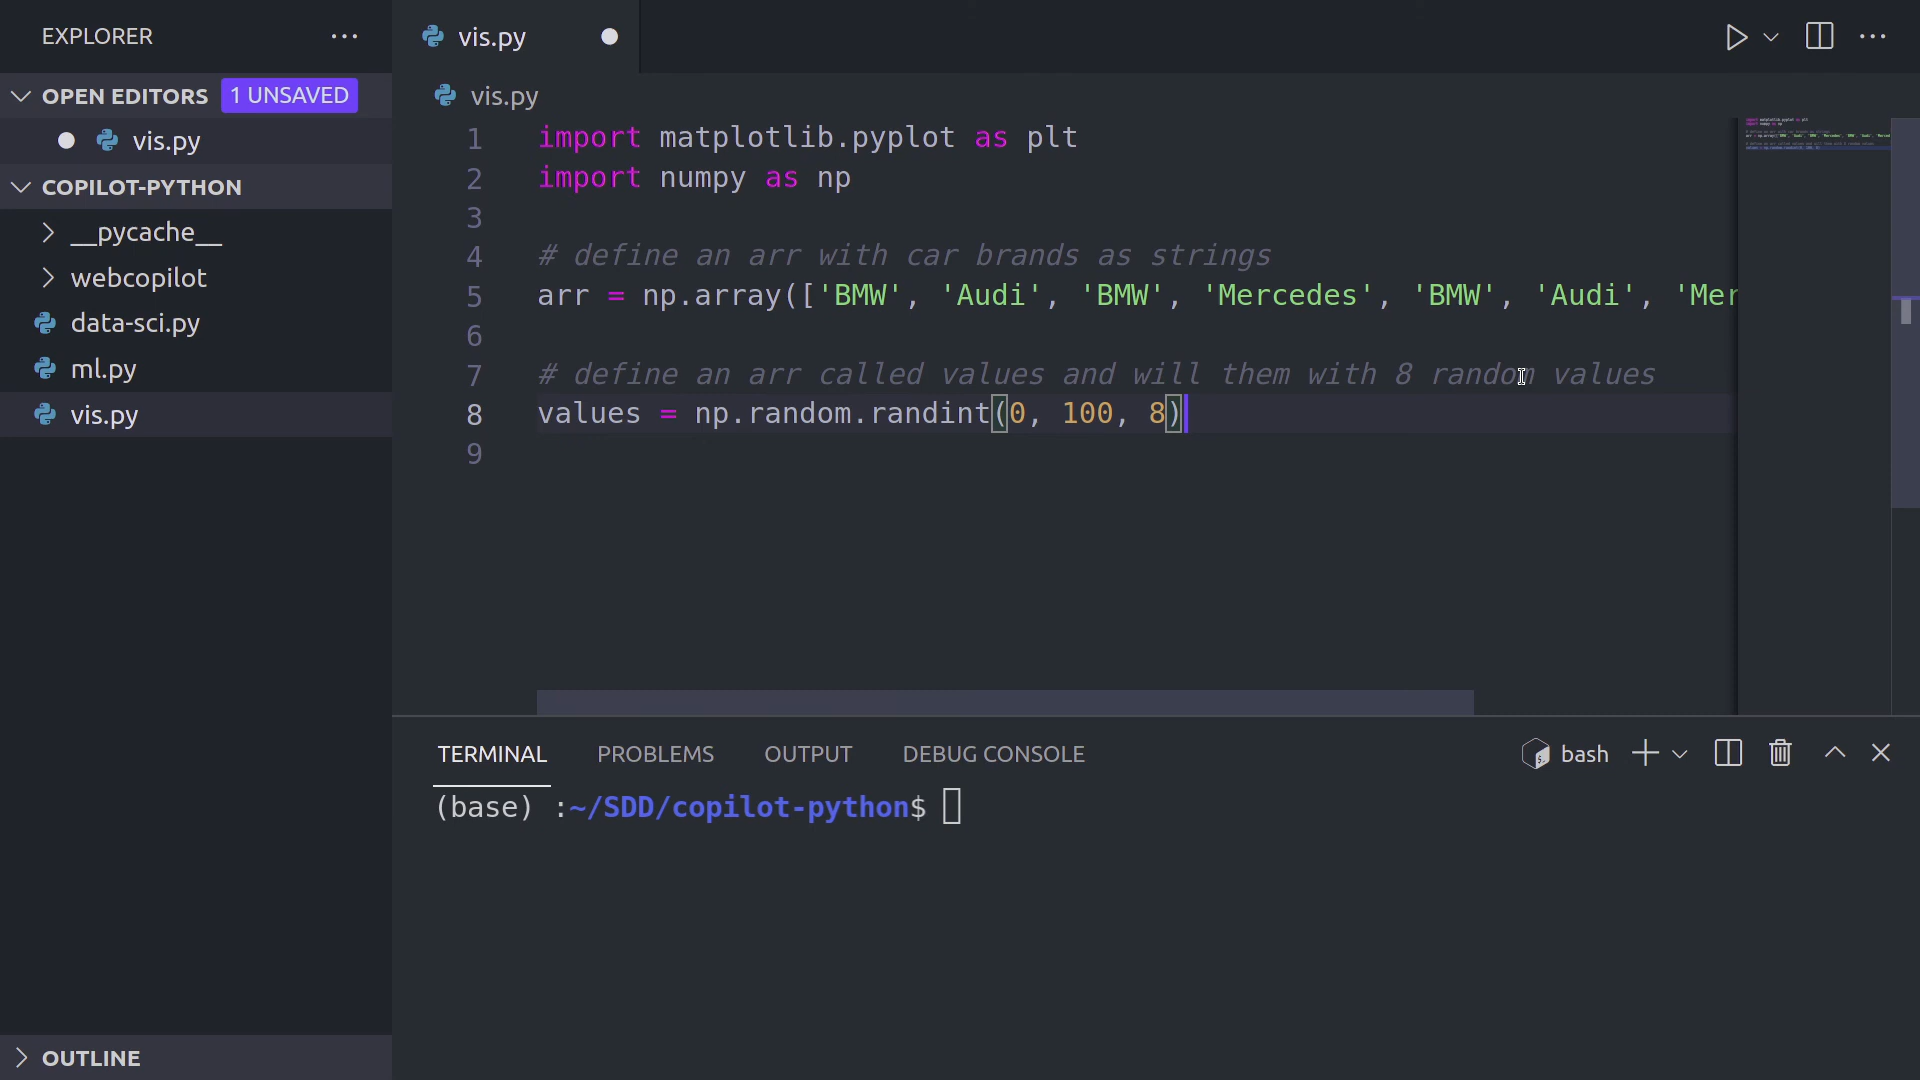 EXPLORER
OPEN EDITORS 1 UNSAVED
vis.py
COPILOT-PYTHON
__pycache__
webcopilot
data-sci.py
ml.py
vis.py
OUTLINE
vis.py
vis.py
1 import matplotlib.pyplot as plt
2 import numpy as np
3
4 # define an arr with car brands as strings
5 arr = np.array(['BMW', 'Audi', 'BMW', 'Mercedes', 'BMW', 'Audi', 'Mer
6
7 # define an arr called values and will them with 8 random values
8 values = np.random.randint(0, 100, 8)
9
TERMINAL PROBLEMS OUTPUT DEBUG CONSOLE bash
(base) :~/SDD/copilot-python$